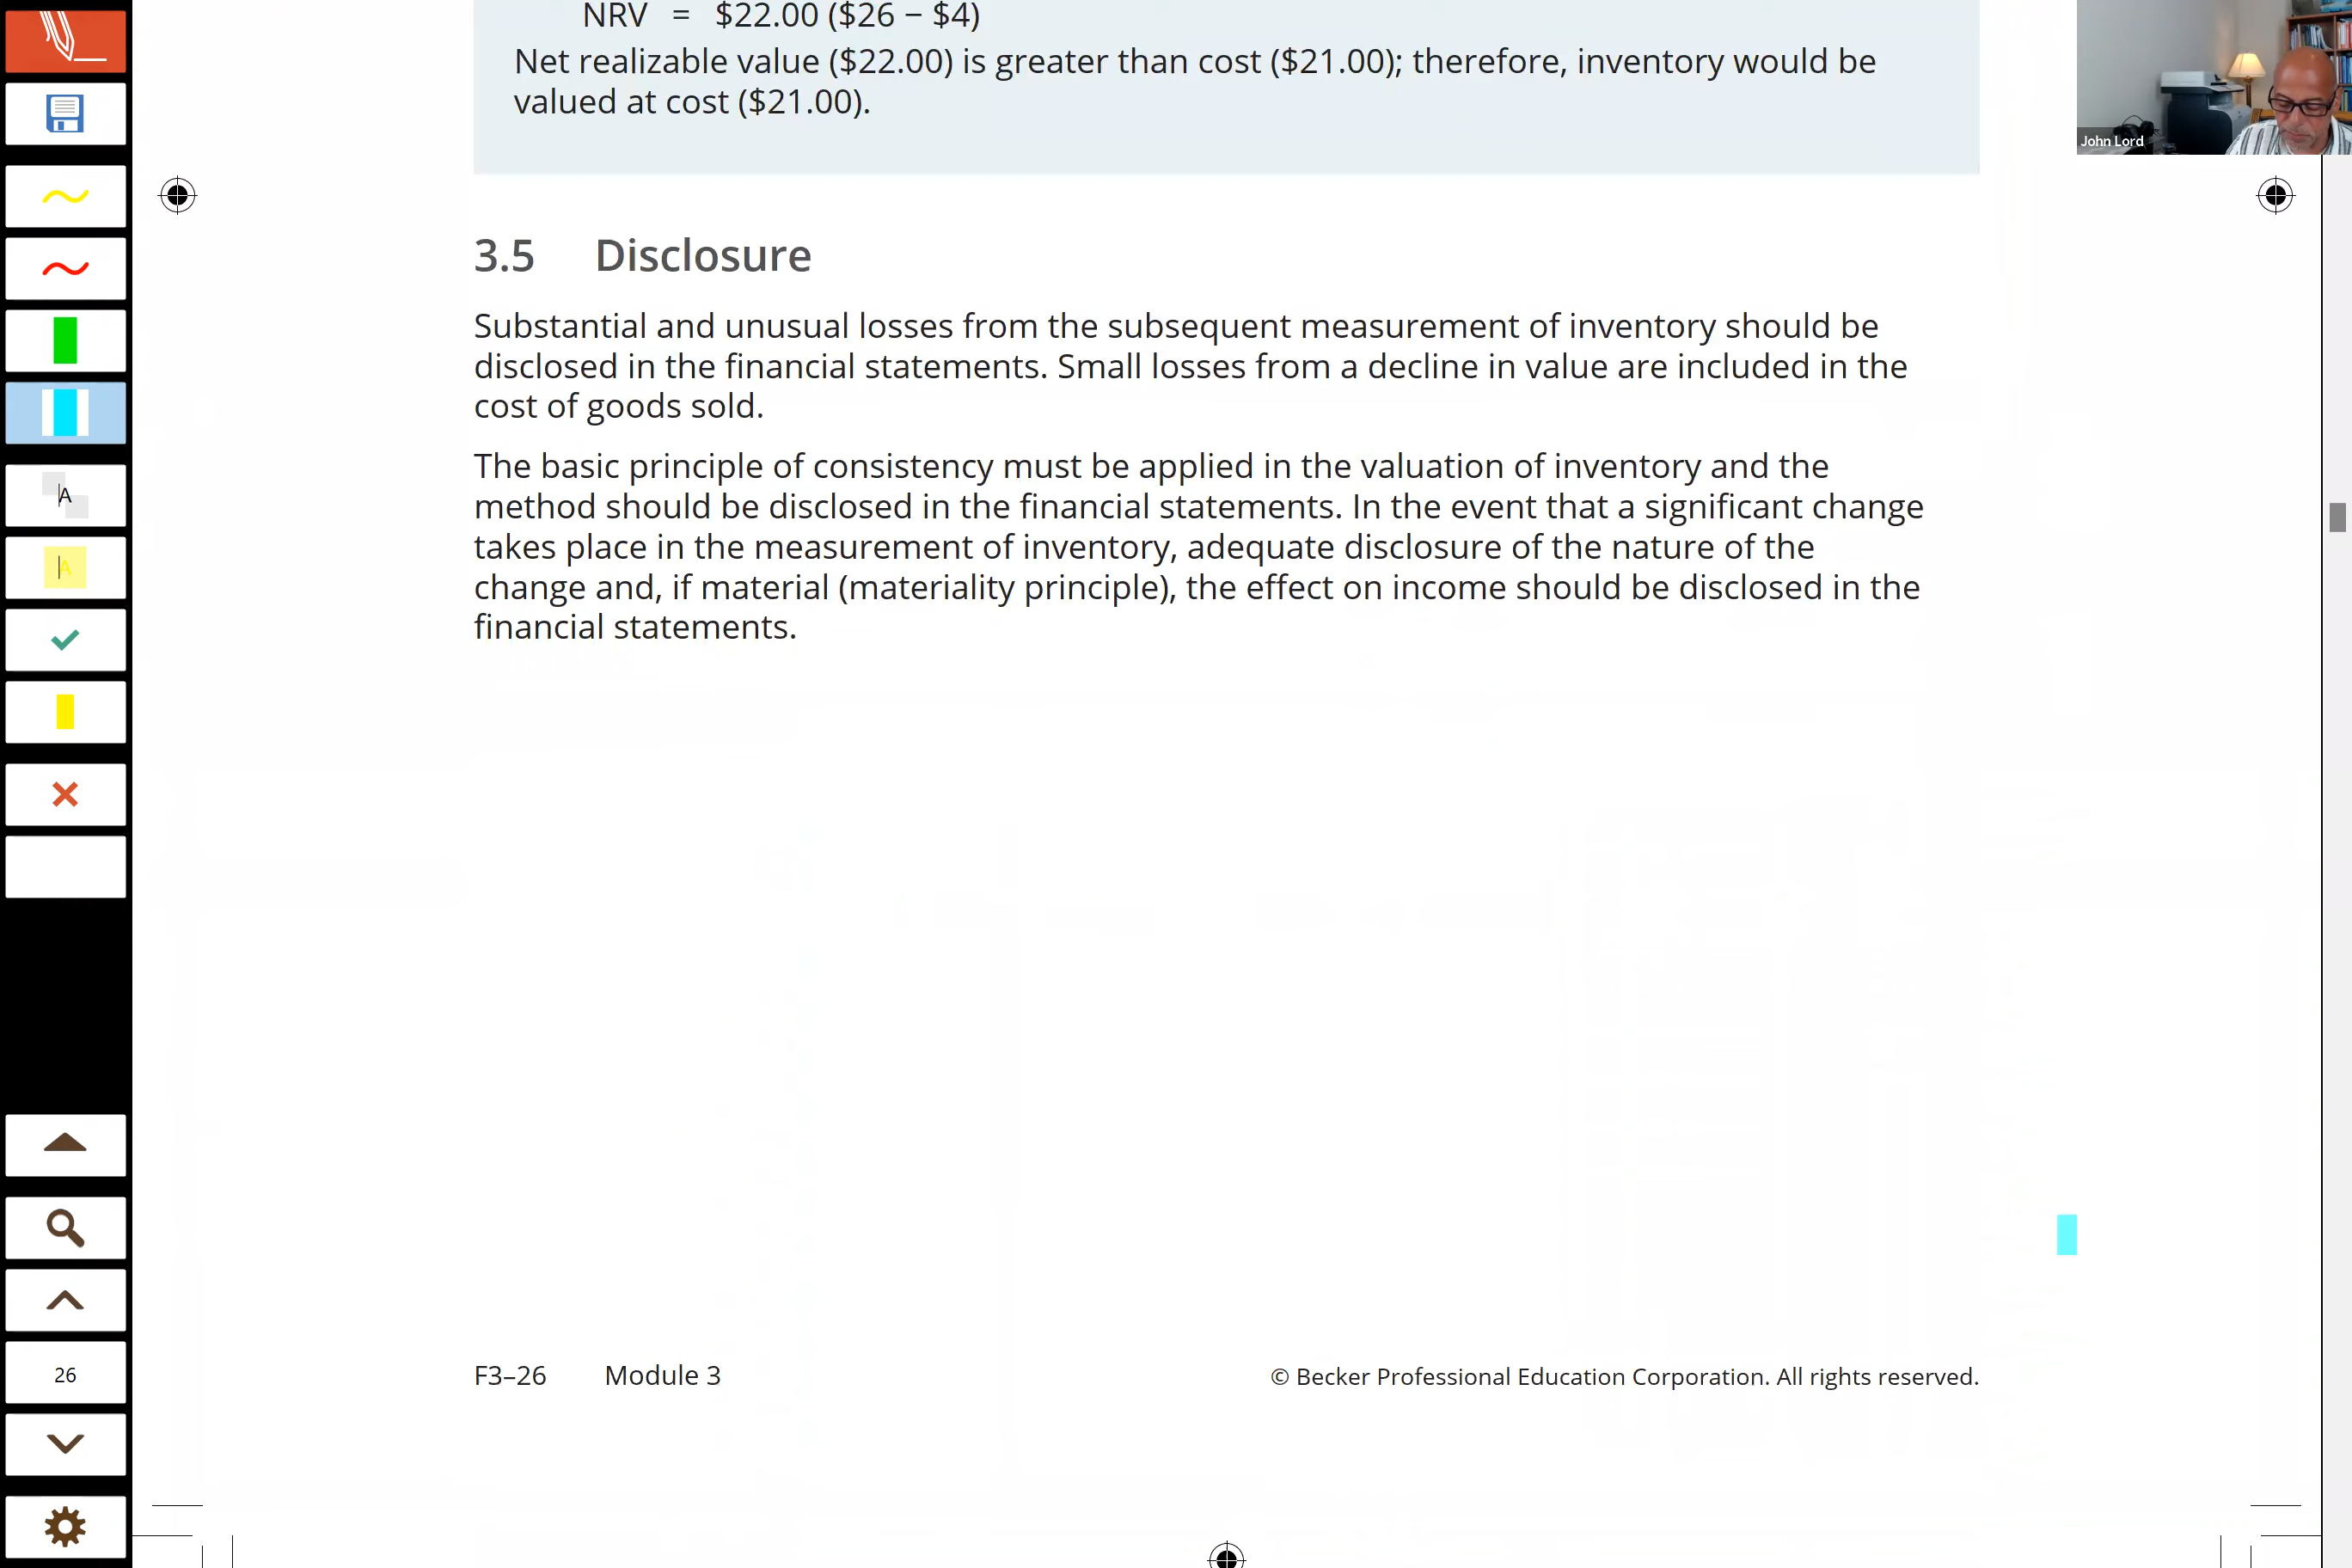 NRV = $22.00 ($26 − $4)
Net realizable value ($22.00) is greater than cost ($21.00); therefore, inventory would be
valued at cost ($21.00).
John Lord
3.5 Disclosure
Substantial and unusual losses from the subsequent measurement of inventory should be
disclosed in the financial statements. Small losses from a decline in value are included in the
cost of goods sold.
The basic principle of consistency must be applied in the valuation of inventory and the
method should be disclosed in the financial statements. In the event that a significant change
takes place in the measurement of inventory, adequate disclosure of the nature of the
change and, if material (materiality principle), the effect on income should be disclosed in the
financial statements.
A
A
26
F3–26 Module 3
© Becker Professional Education Corporation. All rights reserved.